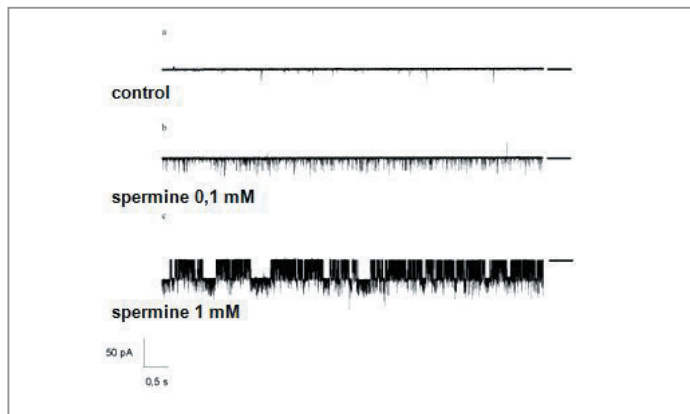 a
control
b
spermine 0,1 mM
c
spermine 1 mM
50 pA
0,5 s